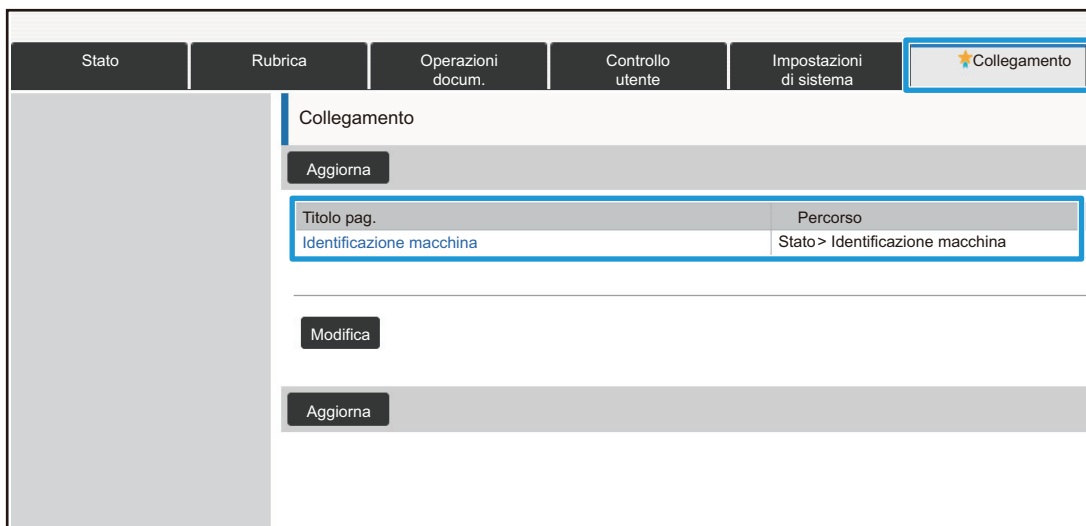 Stato
Rubrica
Operazioni
docum.
Controllo
utente
Impostazioni
di sistema
Collegamento
Collegamento
Aggiorna
Titolo pag. Percorso
Identificazione macchina Stato> Identificazione macchina
Modifica
Aggiorna